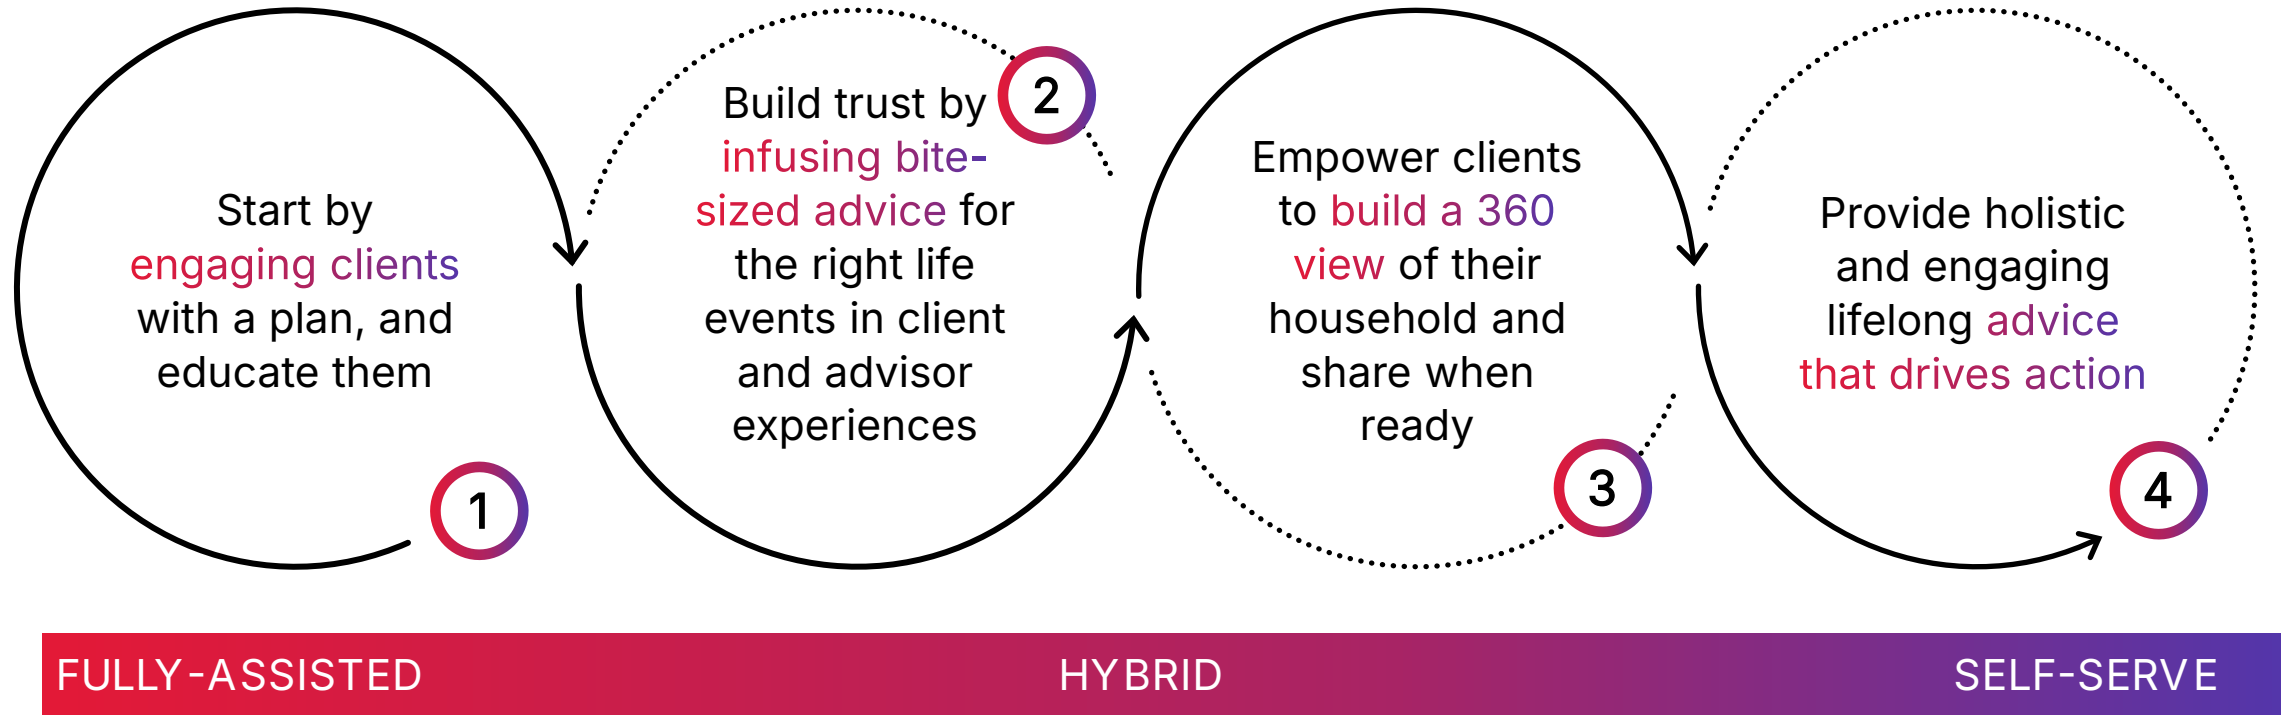 Start by
engaging clients
with a plan, and
educate them
1
Build trust by
infusing bite-
sized advice for
the right life
events in client
and advisor
experiences
2
Empower clients
to build a 360
view of their
household and
share when
ready
3
Provide holistic
and engaging
lifelong advice
that drives action
4
FULLY-ASSISTED
HYBRID
SELF-SERVE